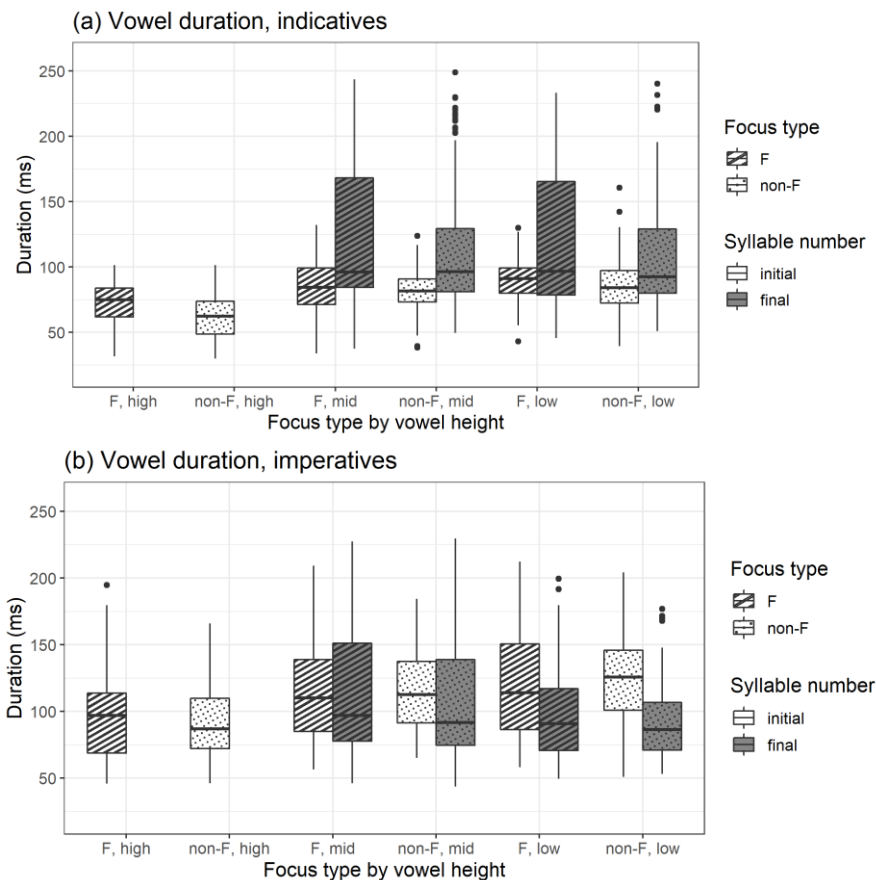 (a) Vowel duration, indicatives
250
200
150
100
50
Duration (ms)
F, high non-F, high F, mid non-F, mid F, low non-F, low
Focus type by vowel height
Focus type
F
non-F
Syllable number
initial
final
(b) Vowel duration, imperatives
250
200
150
100
50
Duration (ms)
F, high non-F, high F, mid non-F, mid F, low non-F, low
Focus type by vowel height
Focus type
F
non-F
Syllable number
initial
final